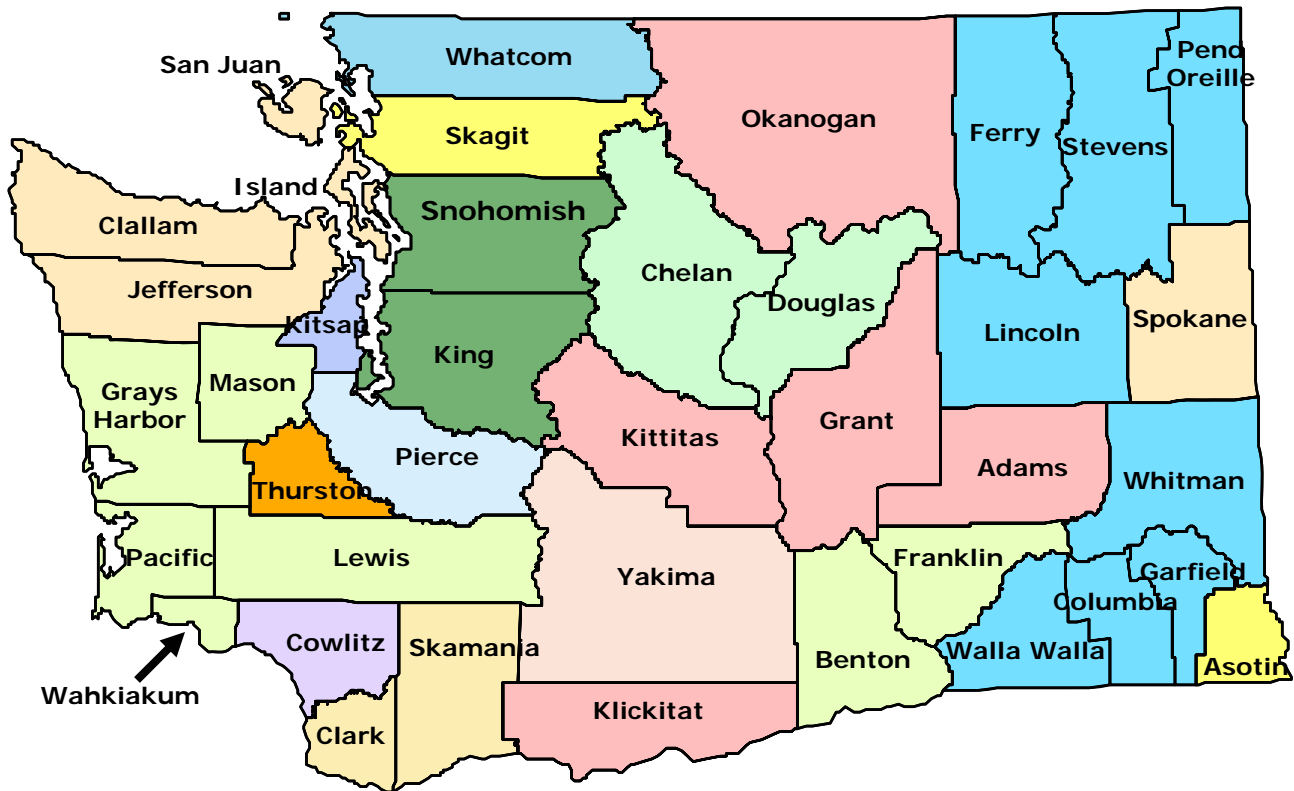 Whatcom
Pend
Oreille
San Juan
Okanogan
Skagit
Ferry
Stevens
Island
Snohomish
Clallam
Chelan
Jefferson
Douglas
Kitsap
Lincoln
Spokane
King
Mason
Grays
Harbor
Grant
Kittitas
Pierce
Adams
Whitman
Thurston
Pacific
Lewis
Franklin
Yakima
Garfield
Columbia
Cowlitz
Skamania
Walla Walla
Benton
Asotin
Wahkiakum
Klickitat
Clark